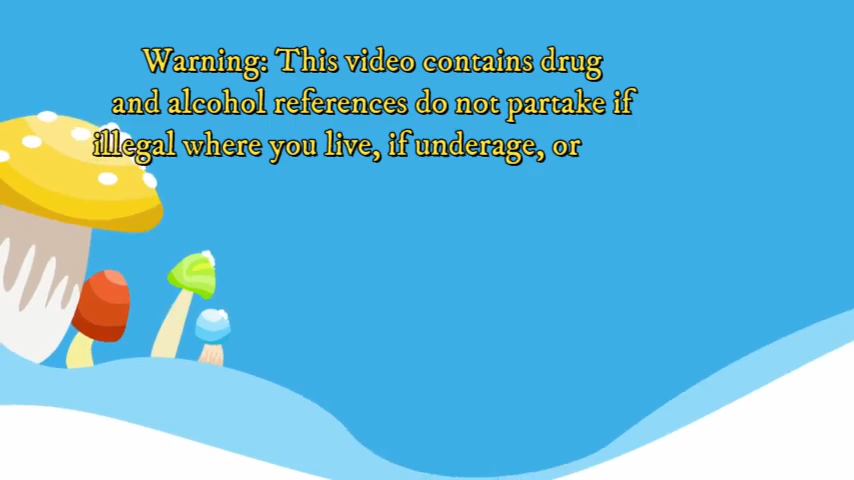 Warning: This video contains drug
and alcohol references do not partake if
illegal where you live, if underage, or